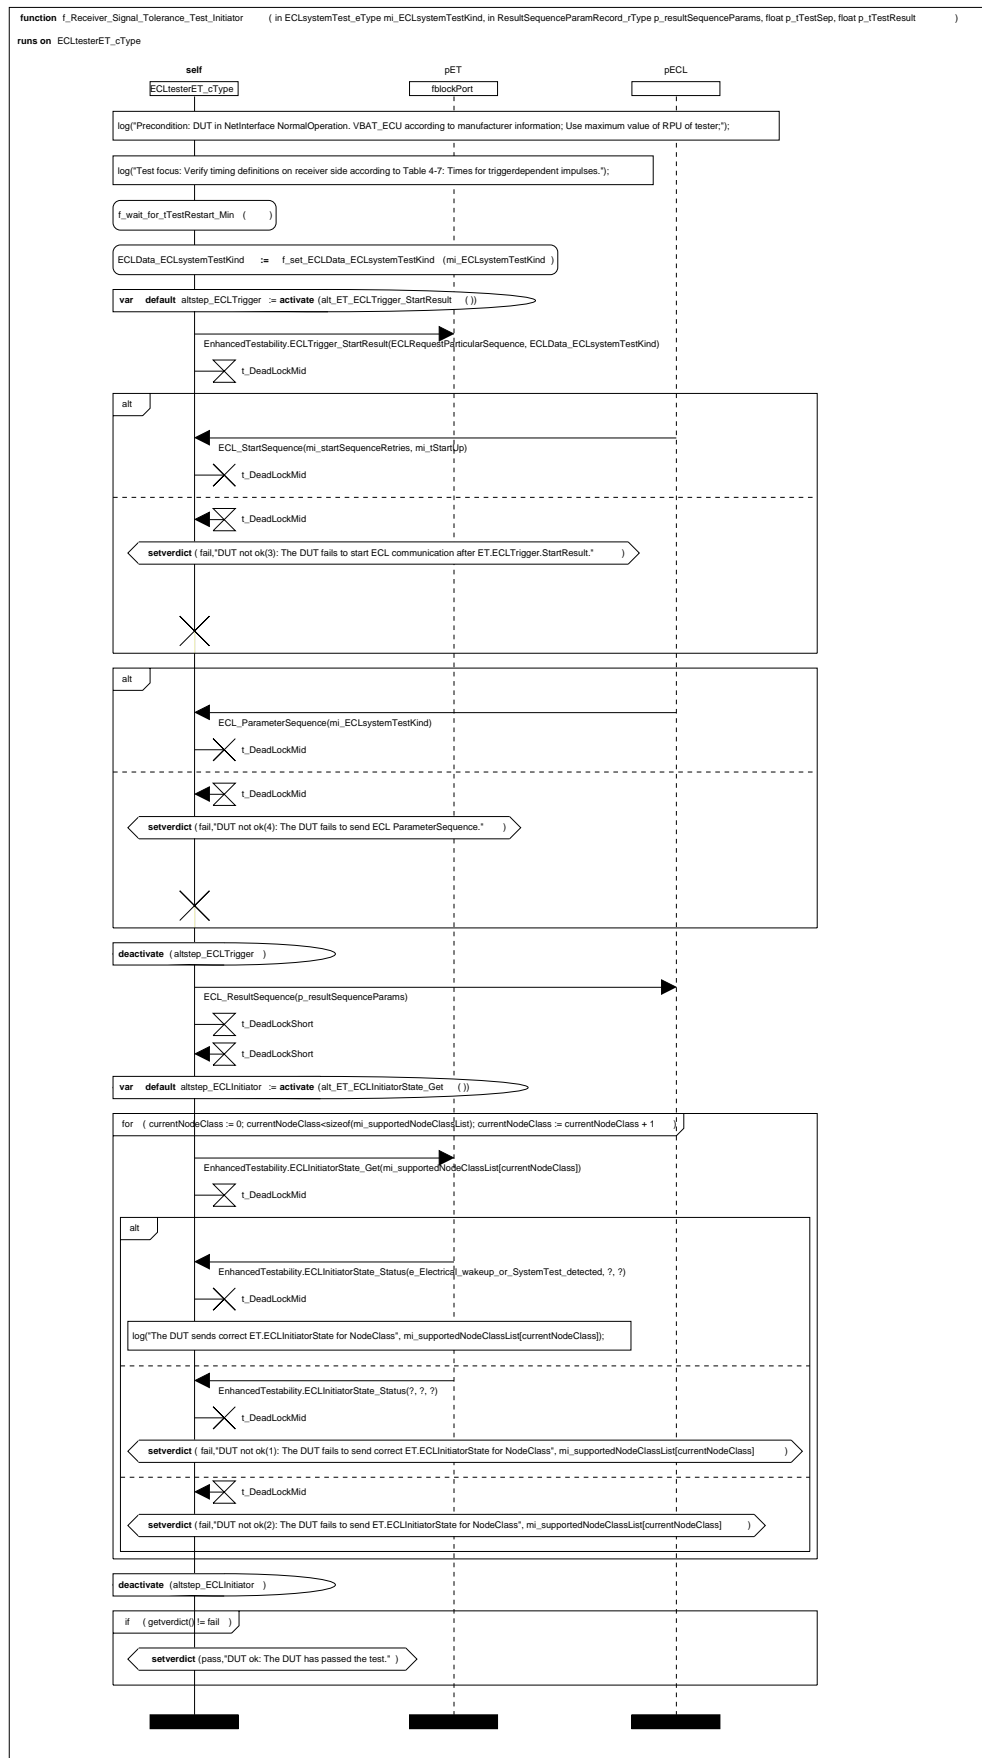 function f_Receiver_Signal_Tolerance_Test_Initiator ( in ECLsystemTest_eType mi_ECLsystemTestKind, in ResultSequenceParamRecord_rType p_resultSequenceParams, float p_tTestSep, float p_tTestResult )
runs on ECLtesterET_cType
self pET pECL
ECLtesterET_cType fblockPort
log("Precondition: DUT in NetInterface NormalOperation. VBAT_ECU according to manufacturer information; Use maximum value of RPU of tester;");
log("Test focus: Verify timing definitions on receiver side according to Table 4-7: Times for triggerdependent impulses.");
f_wait_for_tTestRestart_Min ( )
ECLData_ECLsystemTestKind := f_set_ECLData_ECLsystemTestKind (mi_ECLsystemTestKind )
var default altstep_ECLTrigger := activate (alt_ET_ECLTrigger_StartResult ( ))
EnhancedTestability.ECLTrigger_StartResult(ECLRequestParticularSequence, ECLData_ECLsystemTestKind)
t_DeadLockMid
alt
ECL_StartSequence(mi_startSequenceRetries, mi_tStartUp)
t_DeadLockMid
t_DeadLockMid
setverdict ( fail,"DUT not ok(3): The DUT fails to start ECL communication after ET.ECLTrigger.StartResult." )
alt
ECL_ParameterSequence(mi_ECLsystemTestKind)
t_DeadLockMid
t_DeadLockMid
setverdict (fail,"DUT not ok(4): The DUT fails to send ECL ParameterSequence." )
deactivate (altstep_ECLTrigger )
ECL_ResultSequence(p_resultSequenceParams)
t_DeadLockShort
t_DeadLockShort
var default altstep_ECLInitiator := activate (alt_ET_ECLInitiatorState_Get ( ))
for ( currentNodeClass := 0; currentNodeClass<sizeof(mi_supportedNodeClassList); currentNodeClass := currentNodeClass + 1 )
EnhancedTestability.ECLInitiatorState_Get(mi_supportedNodeClassList[currentNodeClass])
t_DeadLockMid
alt
EnhancedTestability.ECLInitiatorState_Status(e_Electrical_wakeup_or_SystemTest_detected, ?, ?)
t_DeadLockMid
log("The DUT sends correct ET.ECLInitiatorState for NodeClass", mi_supportedNodeClassList[currentNodeClass]);
EnhancedTestability.ECLInitiatorState_Status(?, ?, ?)
t_DeadLockMid
setverdict ( fail,"DUT not ok(1): The DUT fails to send correct ET.ECLInitiatorState for NodeClass", mi_supportedNodeClassList[currentNodeClass] )
t_DeadLockMid
setverdict (fail,"DUT not ok(2): The DUT fails to send ET.ECLInitiatorState for NodeClass", mi_supportedNodeClassList[currentNodeClass] )
deactivate (altstep_ECLInitiator )
if ( getverdict() != fail )
setverdict (pass,"DUT ok: The DUT has passed the test." )